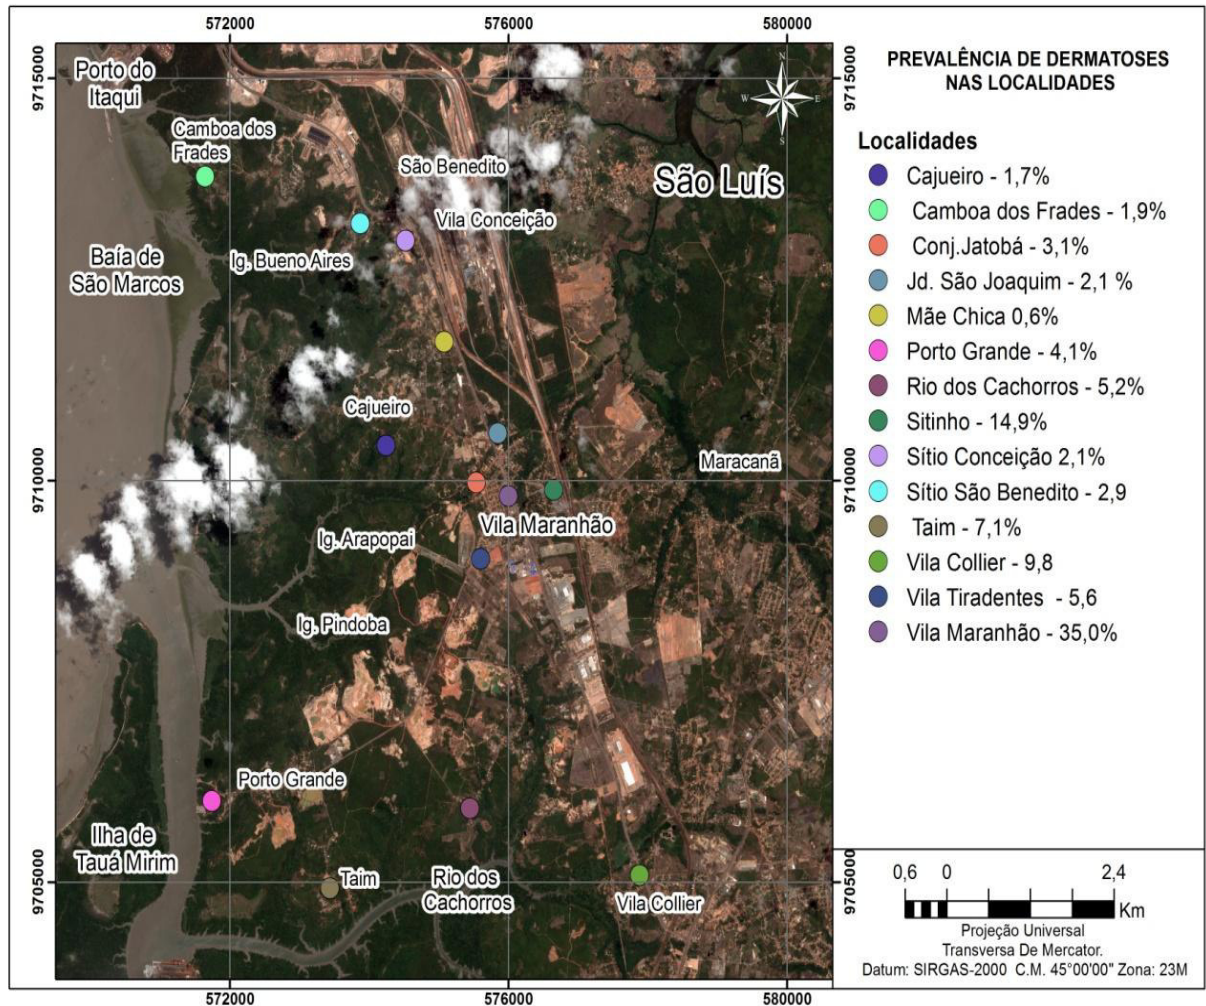 572000
576000
580000
9715000
9715000
Porto do
Itaqui
Camboa dos
Frades
São Benedito
São Luís
Vila Conceição
Baía de
São Marcos
Ig. Bueno Aires
Cajueiro
Maracanã
9710000
9710000
Vila Maranhão
Ig. Arapopai
Ig. Pindoba
Porto Grande
Ilha de
Tauá Mirim
Taim
Rio dos
Cachorros
Vila Collier
9705000
9705000
572000
576000
580000
PREVALÊNCIA DE DERMATOSES
NAS LOCALIDADES
N
W
E
S
Localidades
Cajueiro - 1,7%
Camboa dos Frades - 1,9%
Conj.Jatobá - 3,1%
Jd. São Joaquim - 2,1 %
Mãe Chica 0,6%
Porto Grande - 4,1%
Rio dos Cachorros - 5,2%
Sitinho - 14,9%
Sítio Conceição 2,1%
Sítio São Benedito - 2,9
Taim - 7,1%
Vila Collier - 9,8
Vila Tiradentes - 5,6
Vila Maranhão - 35,0%
0,6 0 2,4
Km
Projeção Universal
Transversa De Mercator.
Datum: SIRGAS-2000 C.M. 45°00'00" Zona: 23M